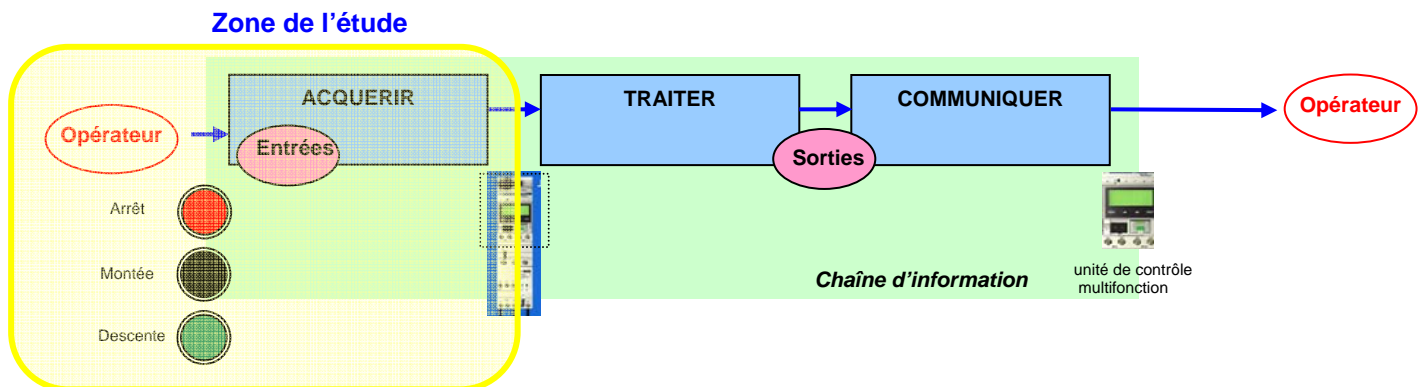 Zone de l'étude
ACQUERIR
TRAITER
COMMUNIQUER
Opérateur
Opérateur
Entrées
Sorties
Arrêt
Montée
Descente
Chaîne d'information
unité de contrôle
multifonction